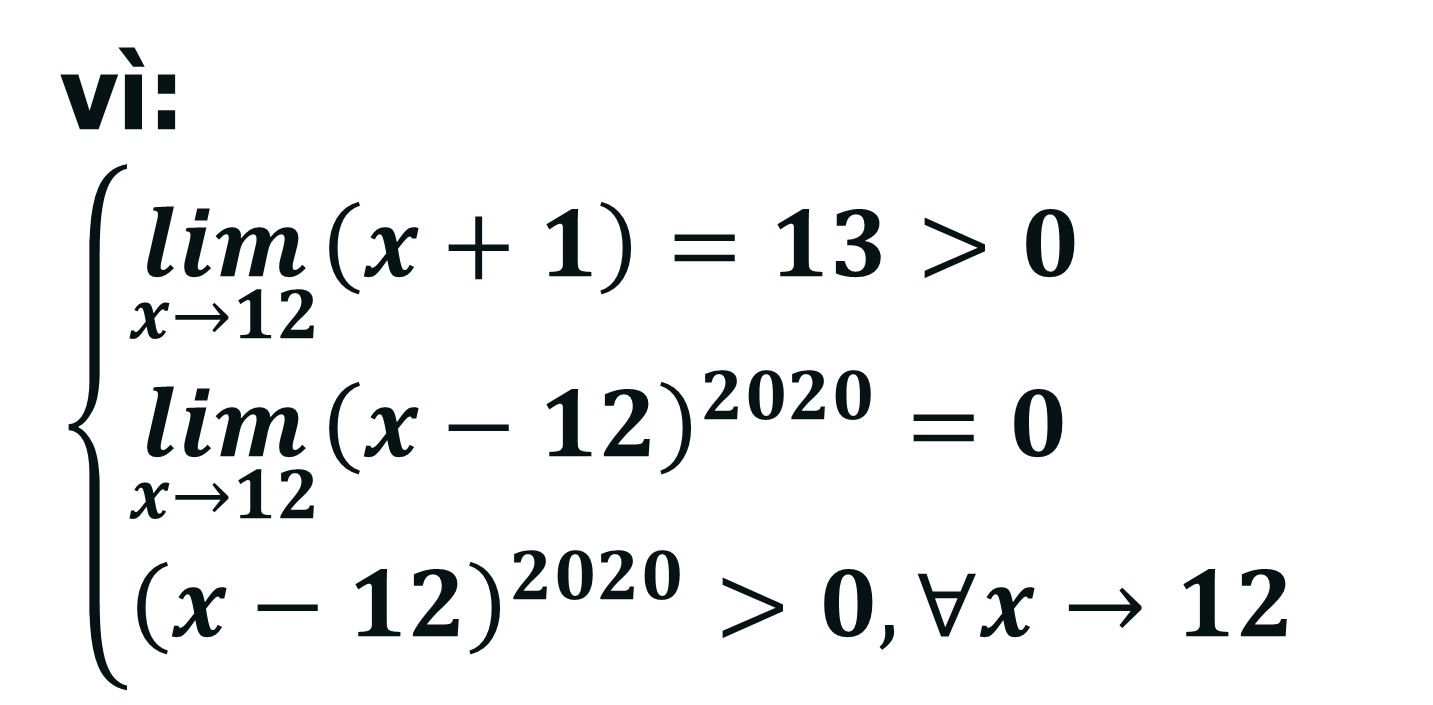 vì:
lim (x + 1) = 13 > 0
x→12
lim (x − 12)²⁰²⁰ = 0
x→12
(x − 12)²⁰²⁰ > 0, ∀x → 12